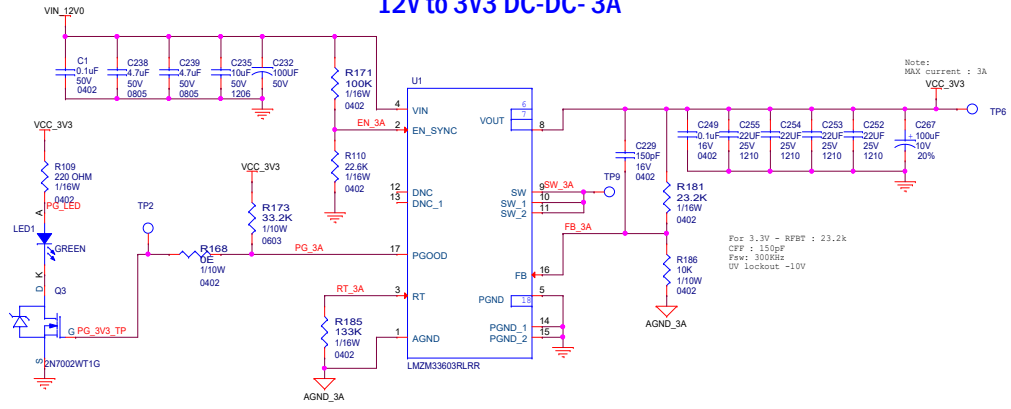 12V to 3V3 DC-DC- 3A
VIN_12V0
C1
0.1uF
50V
0402
C238
4.7uF
50V
0805
C239
4.7uF
50V
0805
C235
10uF
50V
1206
C232
100UF
50V
R171
100K
1/16W
0402
EN_3A
R110
22.6K
1/16W
0402
U1
4
VIN
2
EN_SYNC
12
DNC
13
DNC_1
17
PGOOD
3
RT
1
AGND
6
7
VOUT
8
SW
9
SW_1
10
SW_2
11
FB
16
PGND
5
18
PGND_1
14
PGND_2
15
LMZM33603RLRR
VCC_3V3
R109
220 OHM
1/16W
0402
PG_LED
A
LED1
GREEN
K
D
Q3
G
PG_3V3_TP
S
2N7002WT1G
TP2
VCC_3V3
R173
33.2K
1/10W
0603
R168
0E
1/10W
0402
PG_3A
RT_3A
R185
133K
1/16W
0402
AGND_3A
SW_3A
TP9
C229
150pF
16V
0402
FB_3A
R181
23.2K
1/16W
0402
R186
10K
1/10W
0402
AGND_3A
C249
0.1uF
16V
0402
C255
22UF
25V
1210
C254
22UF
25V
1210
C253
22UF
25V
1210
C252
22UF
25V
1210
C267
+
100uF
10V
20%
Note:
MAX current : 3A
VCC_3V3
TP6
For 3.3V - RFBT : 23.2k
CFF : 150pF
Fsw: 300KHz
UV lockout -10V